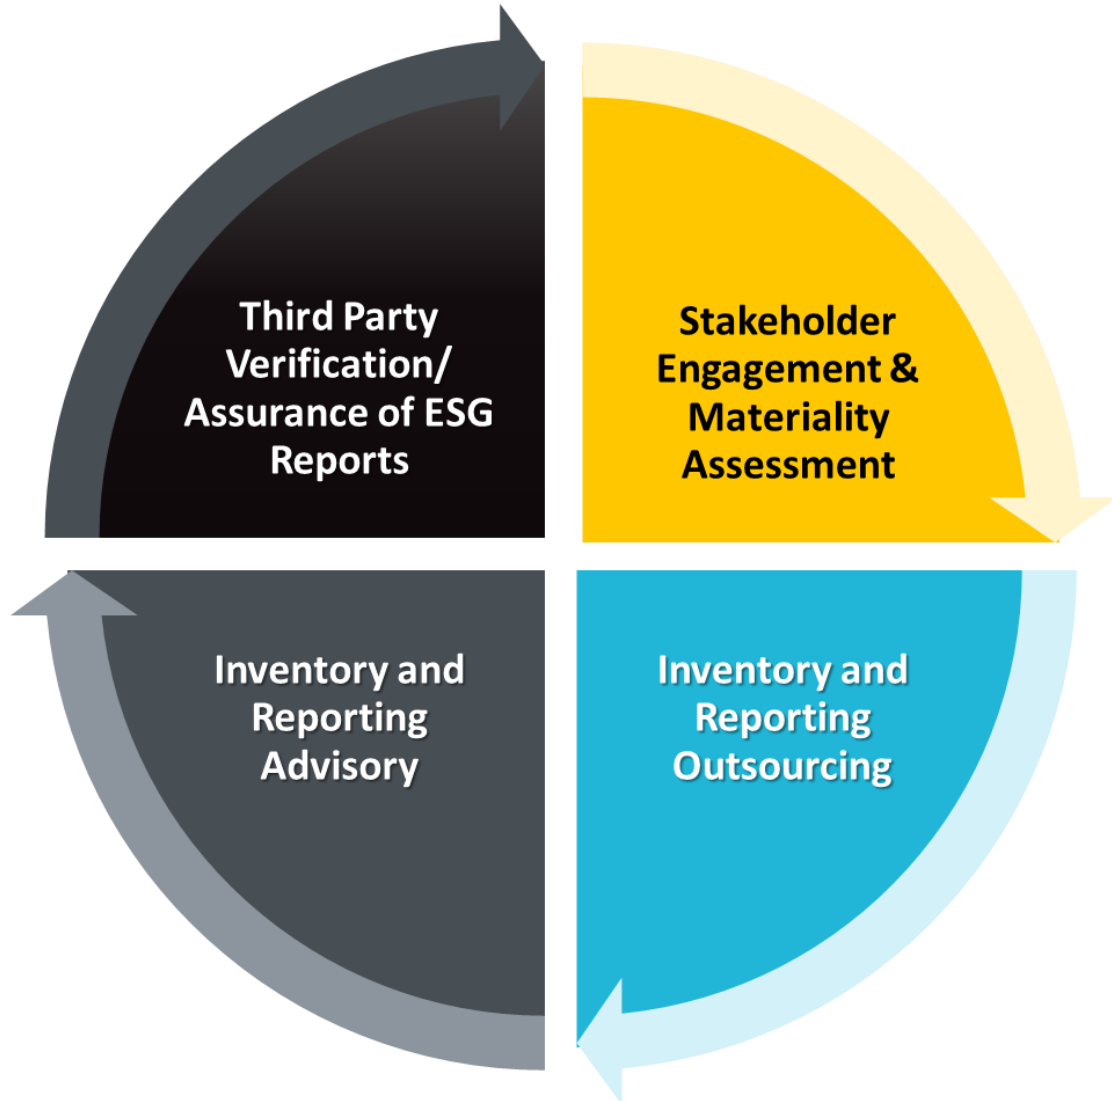 Third Party
Verification/
Assurance of ESG
Reports
Stakeholder
Engagement &
Materiality
Assessment
Inventory and
Reporting
Advisory
Inventory and
Reporting
Outsourcing